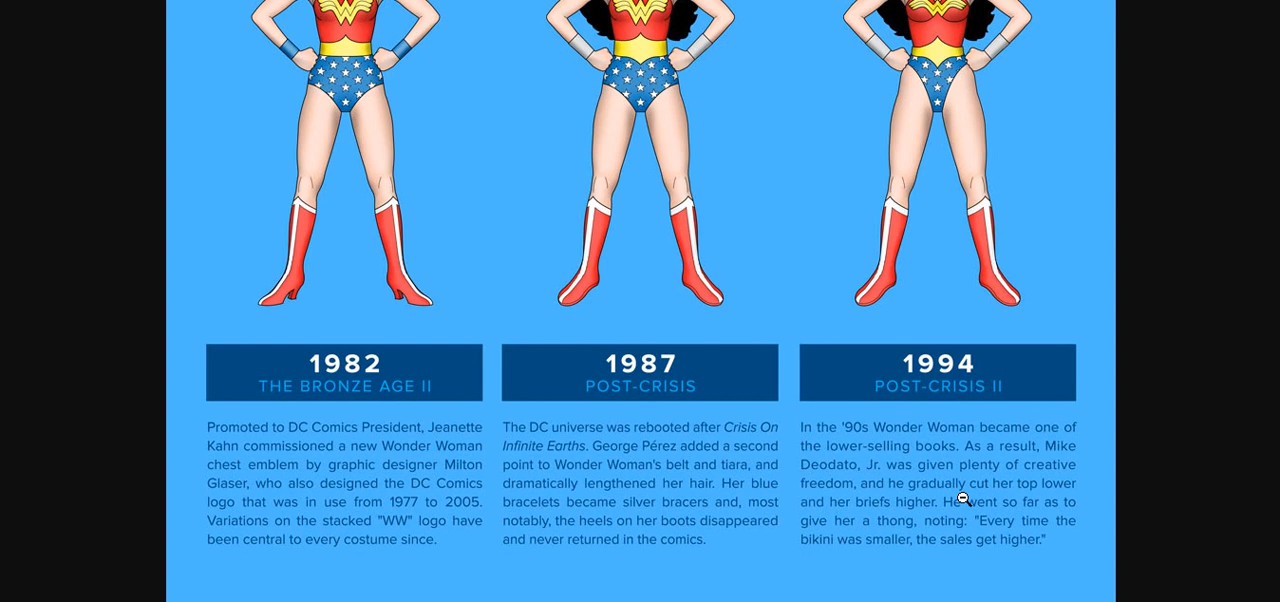 1982
THE BRONZE AGE II
Promoted to DC Comics President, Jeanette
Kahn commissioned a new Wonder Woman
chest emblem by graphic designer Milton
Glaser, who also designed the DC Comics
logo that was in use from 1977 to 2005.
Variations on the stacked "WW" logo have
been central to every costume since.
1987
POST-CRISIS
The DC universe was rebooted after Crisis On
Infinite Earths. George Pérez added a second
point to Wonder Woman's belt and tiara, and
dramatically lengthened her hair. Her blue
bracelets became silver bracers and, most
notably, the heels on her boots disappeared
and never returned in the comics.
1994
POST-CRISIS II
In the '90s Wonder Woman became one of
the lower-selling books. As a result, Mike
Deodato, Jr. was given plenty of creative
freedom, and he gradually cut her top lower
and her briefs higher. He went so far as to
give her a thong, noting: "Every time the
bikini was smaller, the sales get higher."